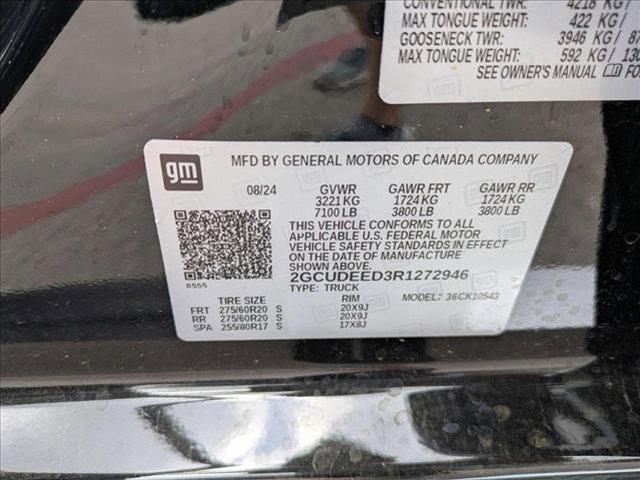 CONVENTIONAL TWR: 4218 KG /
MAX TONGUE WEIGHT: 422 KG /
GOOSENECK TWR: 3946 KG / 87
MAX TONGUE WEIGHT: 592 KG / 130
SEE OWNER'S MANUAL FO
gm
MFD BY GENERAL MOTORS OF CANADA COMPANY
08/24 GVWR GAWR FRT GAWR RR
3221 KG 1724 KG 1724 KG
7100 LB 3800 LB 3800 LB
THIS VEHICLE CONFORMS TO ALL
APPLICABLE U.S. FEDERAL MOTOR
VEHICLE SAFETY STANDARDS IN EFFECT
ON THE DATE OF MANUFACTURE
SHOWN ABOVE.
2GCUDEED3R1272946
8555
TYPE: TRUCK MODEL: 36CK10543
TIRE SIZE RIM
FRT 275/60R20 S 20X9J
RR 275/60R20 S 20X9J
SPA 255/80R17 S 17X8J